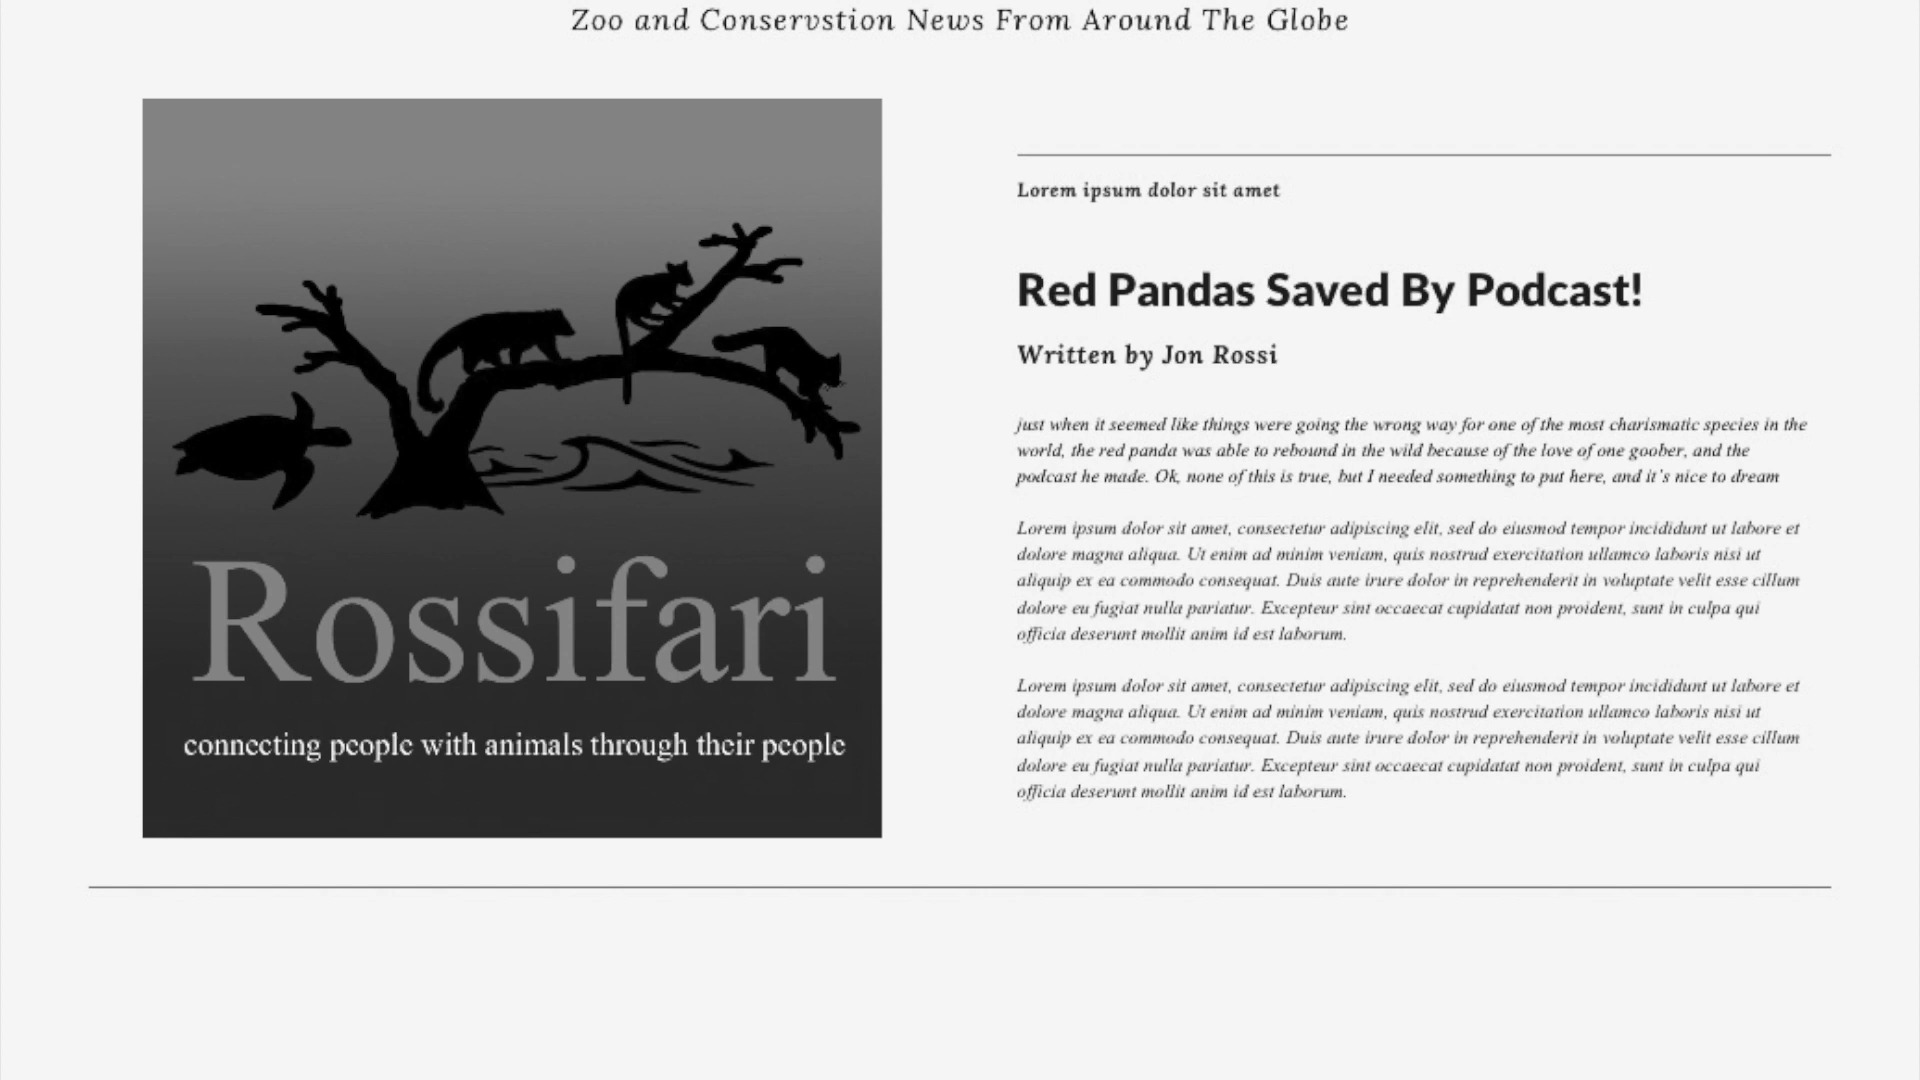 Zoo and Conservstion News From Around The Globe
Rossifari
connecting people with animals through their people
Lorem ipsum dolor sit amet
Red Pandas Saved By Podcast!
Written by Jon Rossi
just when it seemed like things were going the wrong way for one of the most charismatic species in the
world, the red panda was able to rebound in the wild because of the love of one goober, and the
podcast he made. Ok, none of this is true, but I needed something to put here, and it's nice to dream
Lorem ipsum dolor sit amet, consectetur adipiscing elit, sed do eiusmod tempor incididunt ut labore et
dolore magna aliqua. Ut enim ad minim veniam, quis nostrud exercitation ullamco laboris nisi ut
aliquip ex ea commodo consequat. Duis aute irure dolor in reprehenderit in voluptate velit esse cillum
dolore eu fugiat nulla pariatur. Excepteur sint occaecat cupidatat non proident, sunt in culpa qui
officia deserunt mollit anim id est laborum.
Lorem ipsum dolor sit amet, consectetur adipiscing elit, sed do eiusmod tempor incididunt ut labore et
dolore magna aliqua. Ut enim ad minim veniam, quis nostrud exercitation ullamco laboris nisi ut
aliquip ex ea commodo consequat. Duis aute irure dolor in reprehenderit in voluptate velit esse cillum
dolore eu fugiat nulla pariatur. Excepteur sint occaecat cupidatat non proident, sunt in culpa qui
officia deserunt mollit anim id est laborum.